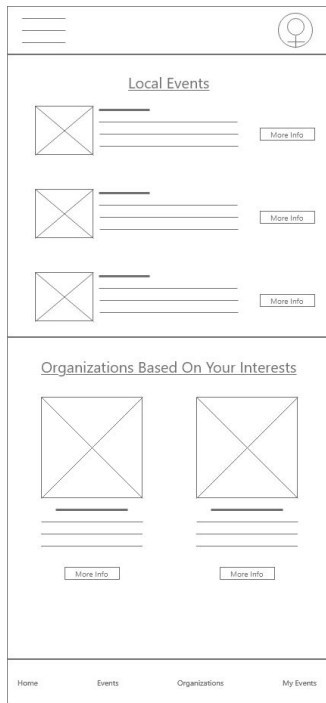 Local Events
More Info
More Info
More Info
Organizations Based On Your Interests
More Info More Info
Home Events Organizations My Events